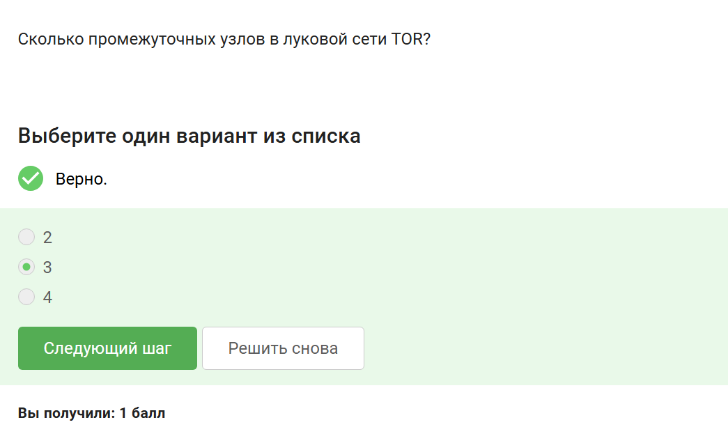 Сколько промежуточных узлов в луковой сети TOR?
Выберите один вариант из списка
Верно.
2
3
4
Следующий шаг Решить снова
Вы получили: 1 балл